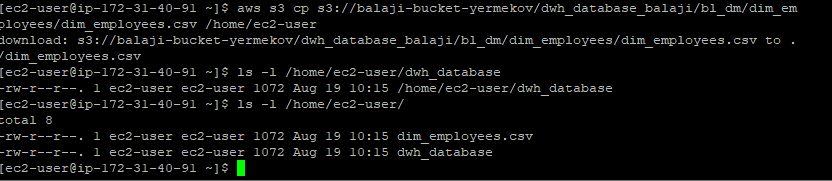 [ec2-user@ip-172-31-40-91 ~]$ aws s3 cp s3://balaji-bucket-yermekov/dwh_database_balaji/bl_dm/dim_em
ployees/dim_employees.csv /home/ec2-user
download: s3://balaji-bucket-yermekov/dwh_database_balaji/bl_dm/dim_employees/dim_employees.csv to .
/dim_employees.csv
[ec2-user@ip-172-31-40-91 ~]$ ls -l /home/ec2-user/dwh_database
-rw-r--r--. 1 ec2-user ec2-user 1072 Aug 19 10:15 /home/ec2-user/dwh_database
[ec2-user@ip-172-31-40-91 ~]$ ls -l /home/ec2-user/
total 8
-rw-r--r--. 1 ec2-user ec2-user 1072 Aug 19 10:15 dim_employees.csv
-rw-r--r--. 1 ec2-user ec2-user 1072 Aug 19 10:15 dwh_database
[ec2-user@ip-172-31-40-91 ~]$